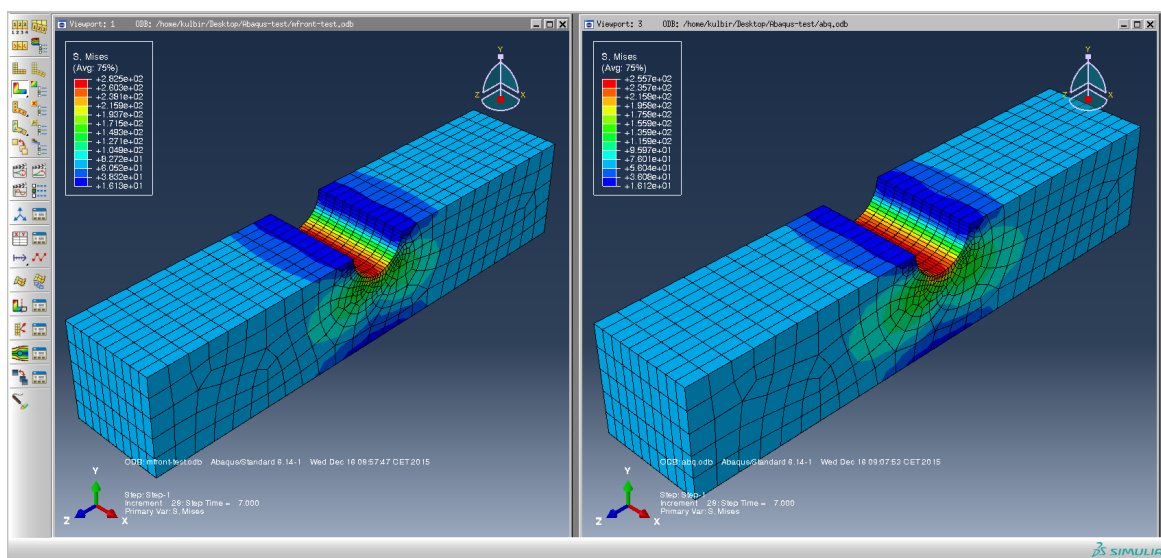 Viewport: 1 ODB: /home/kulbir/Desktop/Abaqus-test/mfront-test.odb
S, Mises
(Avg: 75%)
+2.825e+02
+2.603e+02
+2.381e+02
+2.159e+02
+1.937e+02
+1.715e+02
+1.493e+02
+1.271e+02
+1.049e+02
+8.272e+01
+6.052e+01
+3.832e+01
+1.613e+01
Y
Z X
ODB: mfront-test.odb Abaqus/Standard 6.14-1 Wed Dec 16 09:57:47 CET 2015
Y
Z X
Step: Step-1
Increment 28: Step Time = 7.000
Primary Var: S, Mises
Viewport: 3 ODB: /home/kulbir/Desktop/Abaqus-test/abq.odb
S, Mises
(Avg: 75%)
+2.557e+02
+2.357e+02
+2.158e+02
+1.958e+02
+1.758e+02
+1.559e+02
+1.359e+02
+1.159e+02
+9.597e+01
+7.601e+01
+5.604e+01
+3.608e+01
+1.612e+01
Y
Z X
ODB: abq.odb Abaqus/Standard 6.14-1 Wed Dec 16 09:07:53 CET 2015
Y
Z X
Step: Step-1
Increment 28: Step Time = 7.000
Primary Var: S, Mises
SIMULIA